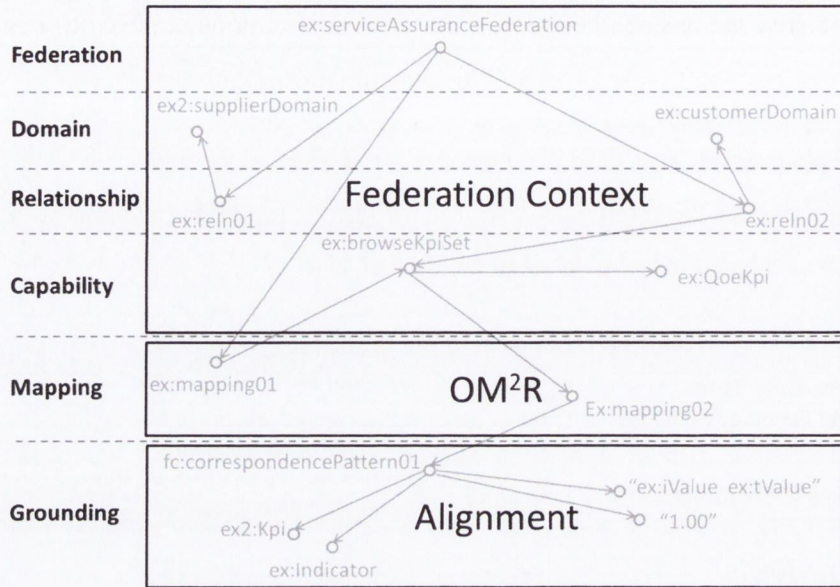 ex:serviceAssuranceFederation
Federation
ex2:supplierDomain
ex:customerDomain
Domain
Relationship
Federation Context
ex:reln01
ex:reln02
ex:browseKpiSet
Capability
ex:QoeKpi
Mapping
ex:mapping01
OM²R
Ex:mapping02
fc:correspondencePattern01
"ex:iValue ex:tValue"
Grounding
Alignment
"1.00"
ex2:Kpi
ex:Indicator